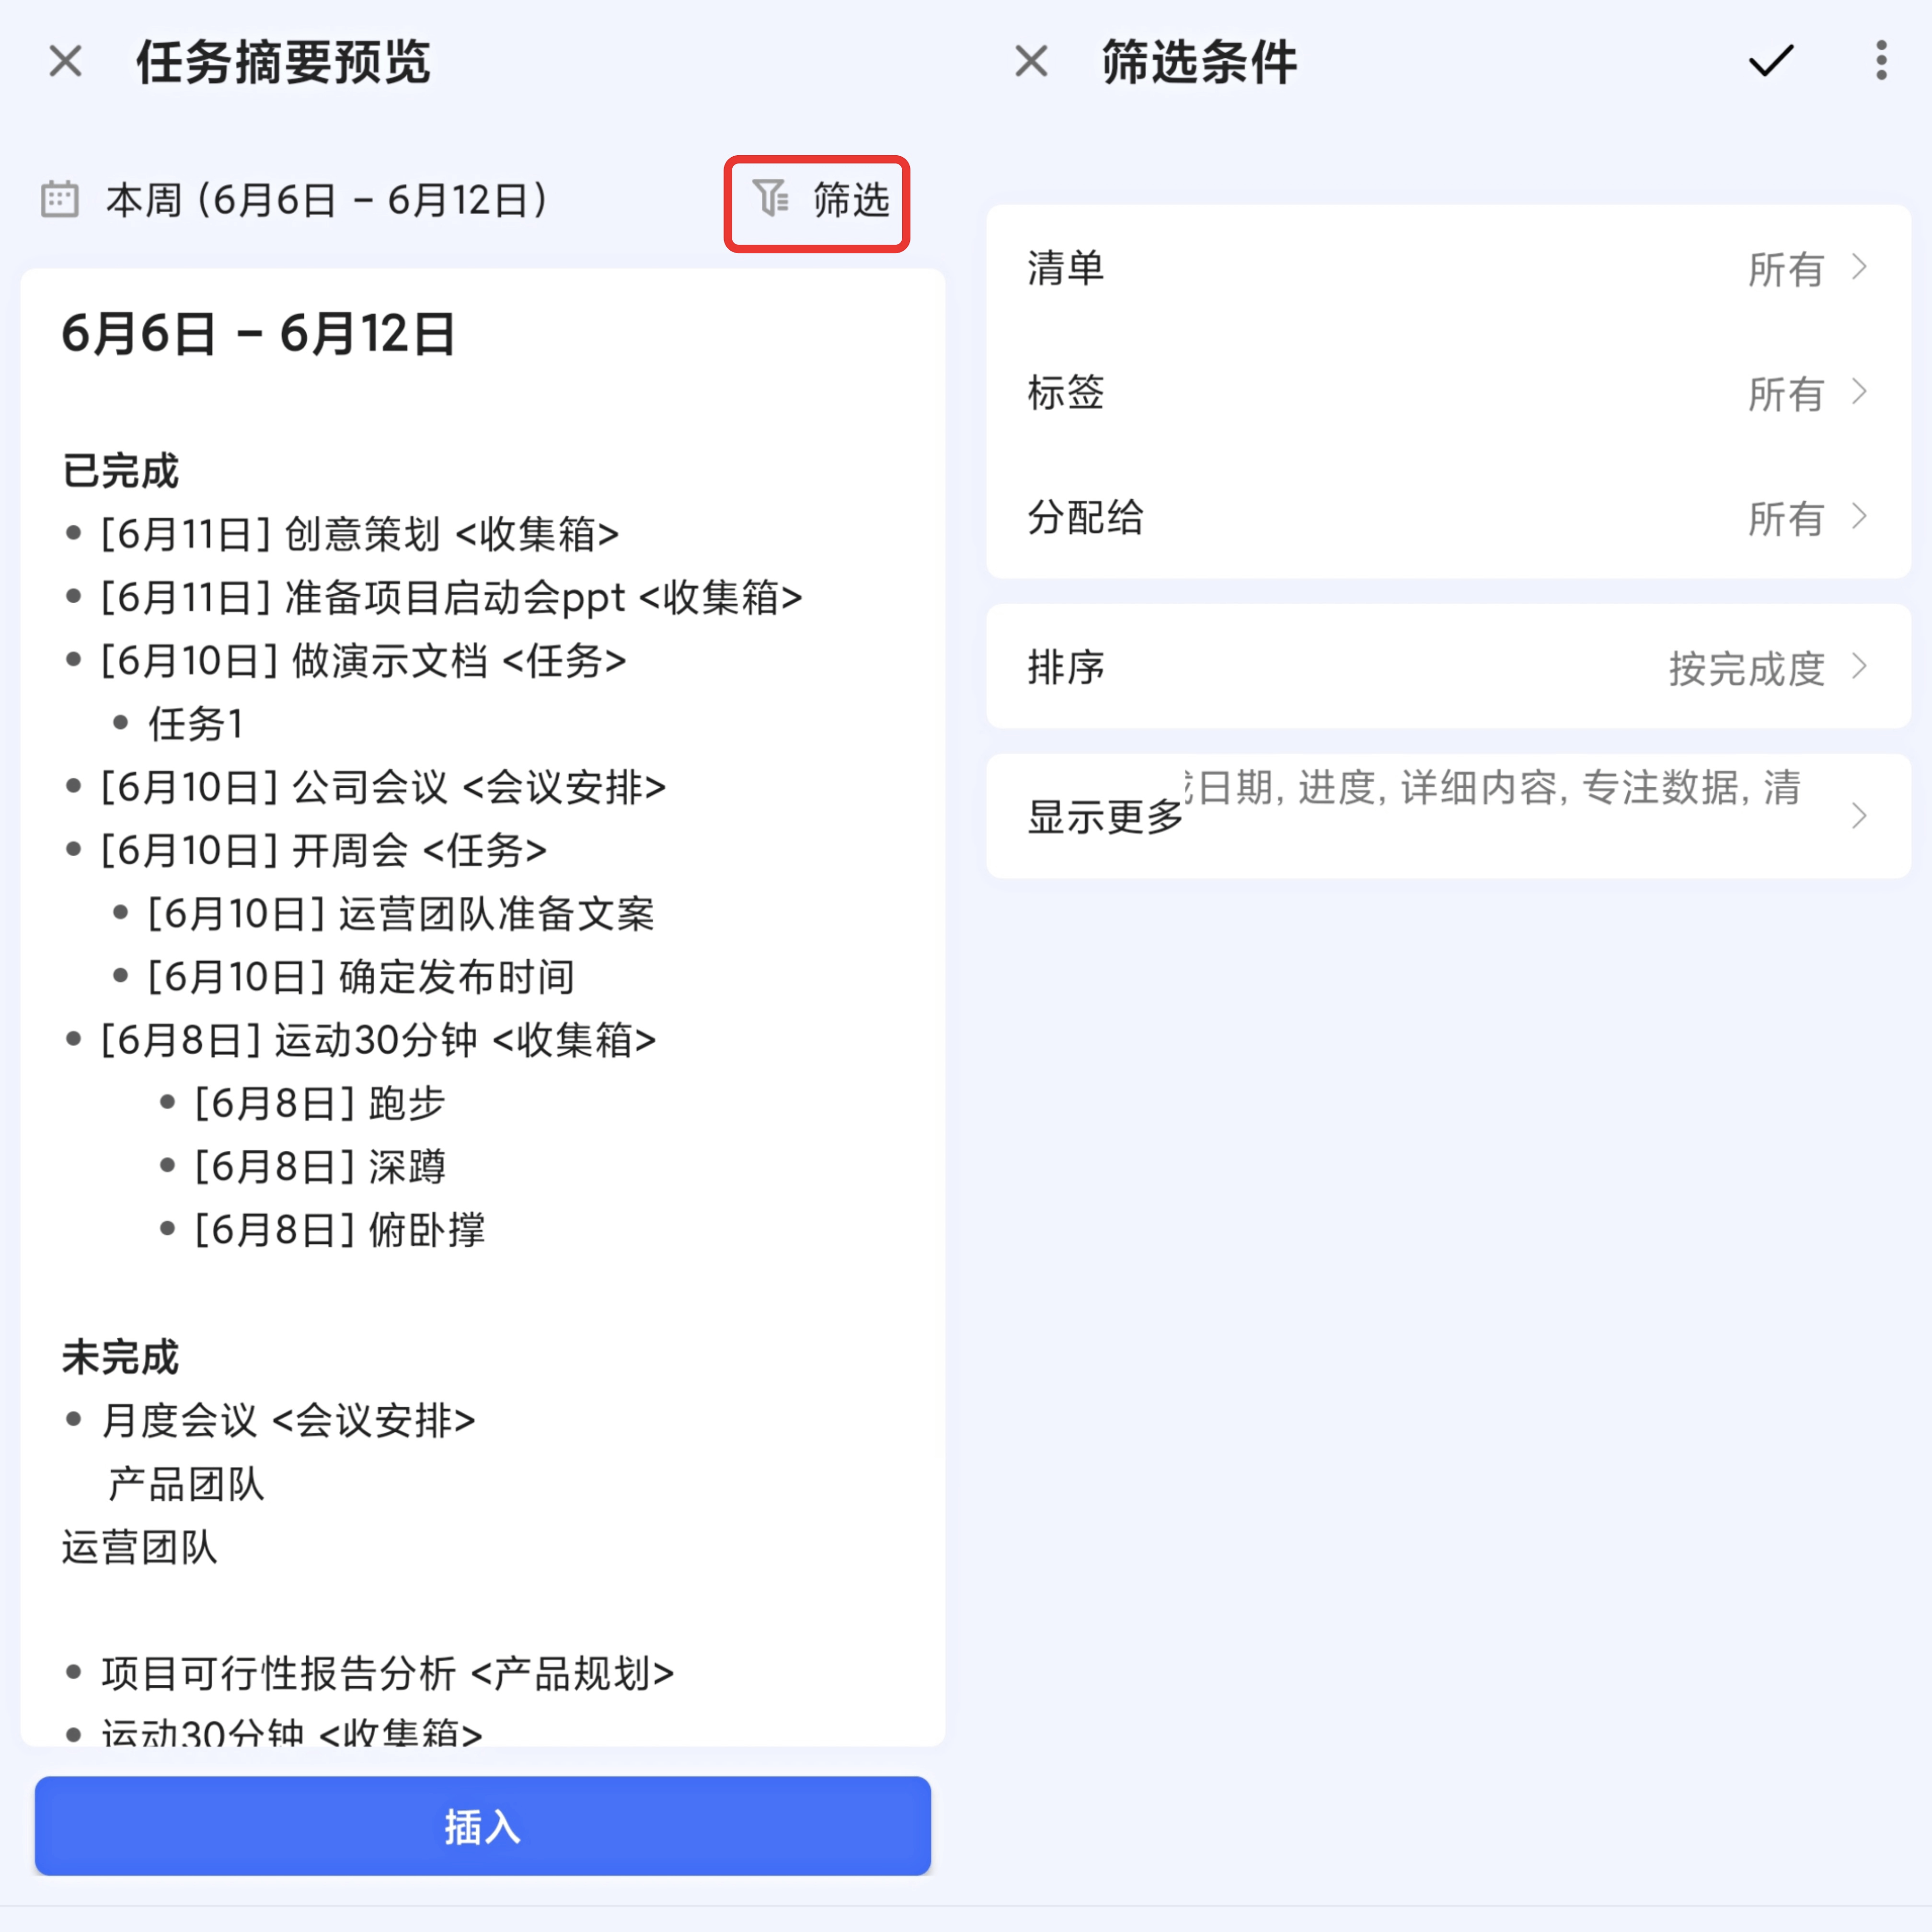 任务摘要预览
本周 (6月6日 - 6月12日)
筛选
6月6日 - 6月12日
已完成
[6月11日] 创意策划 <收集箱>
[6月11日] 准备项目启动会ppt <收集箱>
[6月10日] 做演示文档 <任务>
任务1
[6月10日] 公司会议 <会议安排>
[6月10日] 开周会 <任务>
[6月10日] 运营团队准备文案
[6月10日] 确定发布时间
[6月8日] 运动30分钟 <收集箱>
[6月8日] 跑步
[6月8日] 深蹲
[6月8日] 俯卧撑
未完成
月度会议 <会议安排>
产品团队
运营团队
项目可行性报告分析 <产品规划>
运动30分钟 <收集箱>
插入
筛选条件
清单 所有
标签 所有
分配给 所有
排序 按完成度
显示更多 日期, 进度, 详细内容, 专注数据, 清